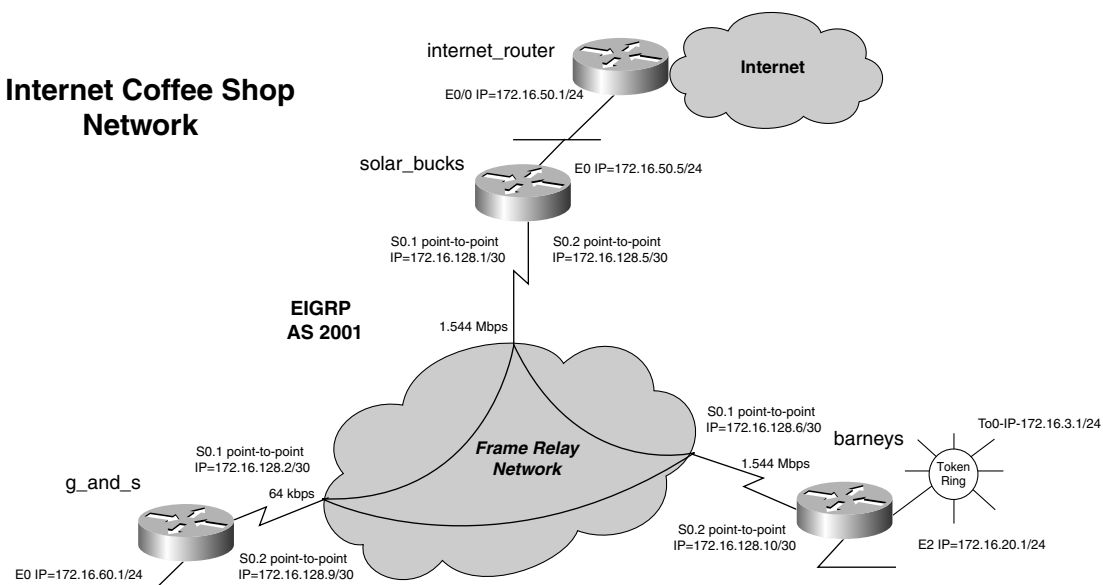 Internet Coffee Shop
Network
internet_router
Internet
E0/0 IP=172.16.50.1/24
solar_bucks
E0 IP=172.16.50.5/24
S0.1 point-to-point
IP=172.16.128.1/30
S0.2 point-to-point
IP=172.16.128.5/30
EIGRP
AS 2001
1.544 Mbps
Frame Relay
Network
S0.1 point-to-point
IP=172.16.128.6/30
barneys
To0-IP-172.16.3.1/24
Token
Ring
1.544 Mbps
S0.1 point-to-point
IP=172.16.128.2/30
g_and_s
64 kbps
S0.2 point-to-point
IP=172.16.128.10/30
E2 IP=172.16.20.1/24
S0.2 point-to-point
IP=172.16.128.9/30
E0 IP=172.16.60.1/24